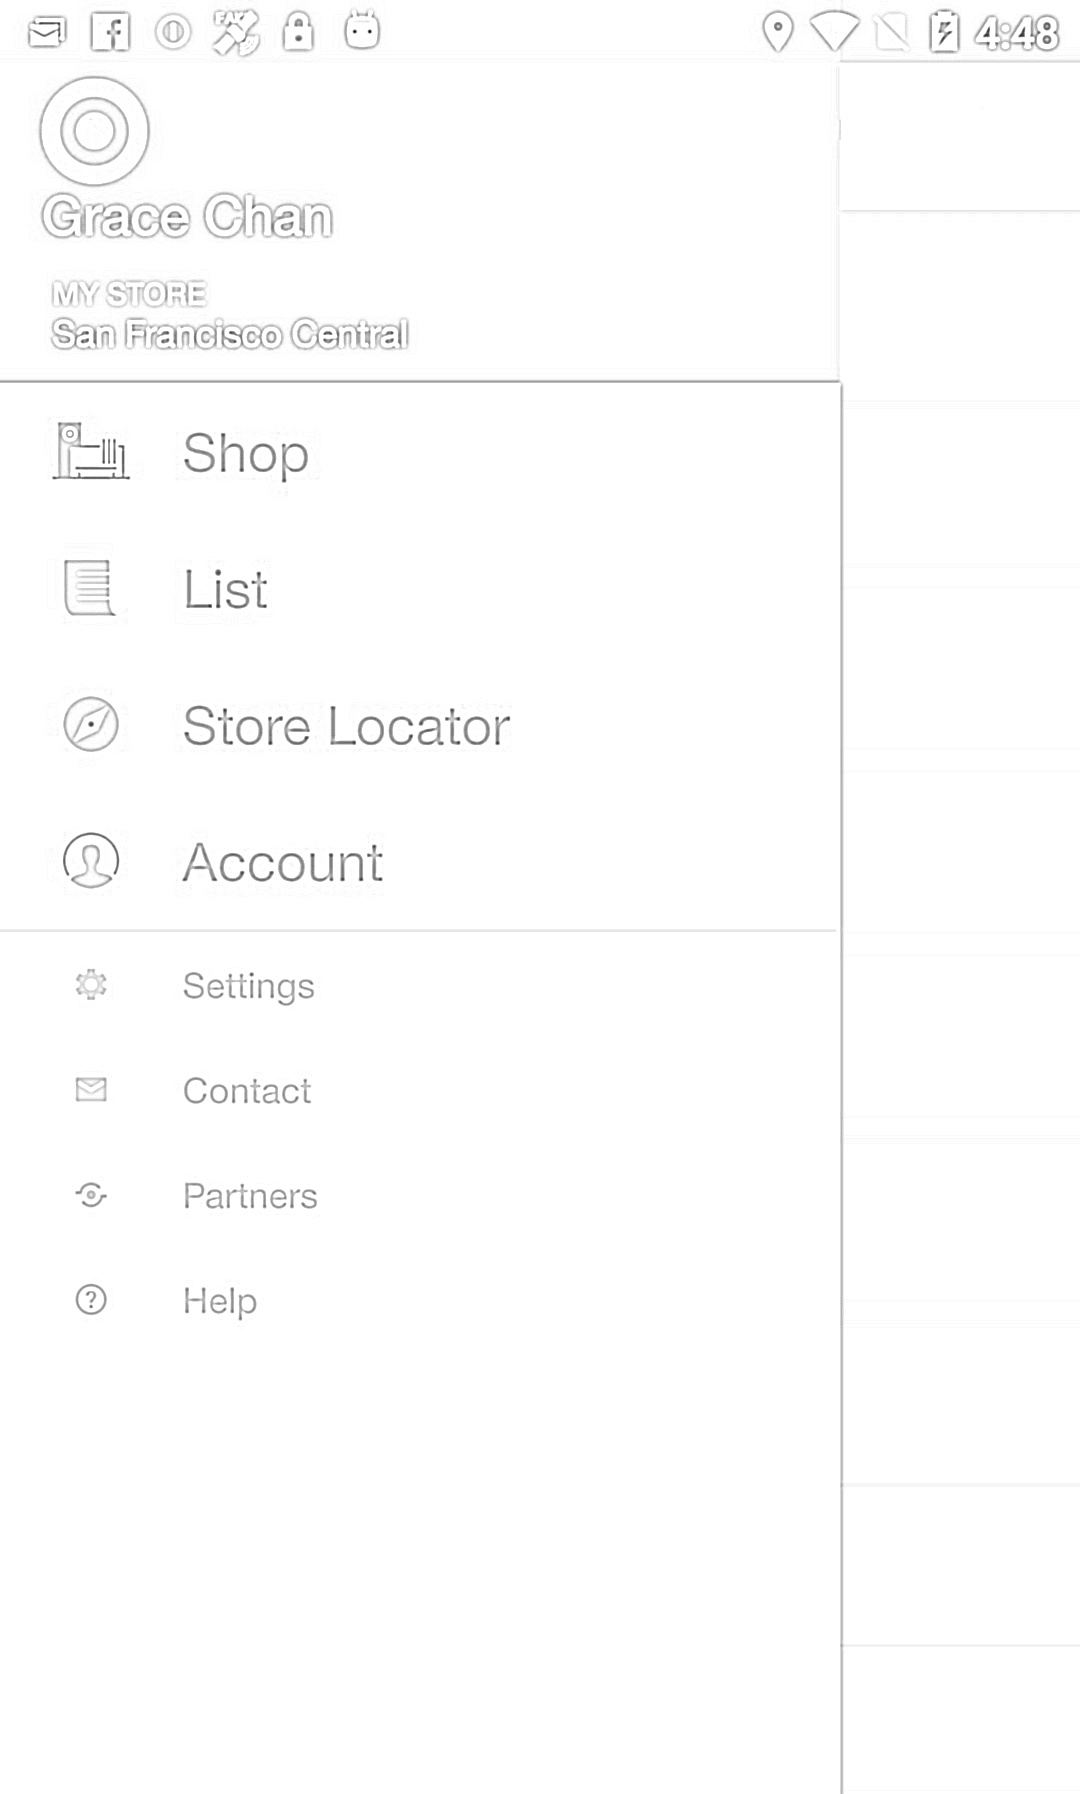 4:48
Grace Chan
MY STORE
San Francisco Central
Shop
List
Store Locator
Account
Settings
Contact
Partners
Help